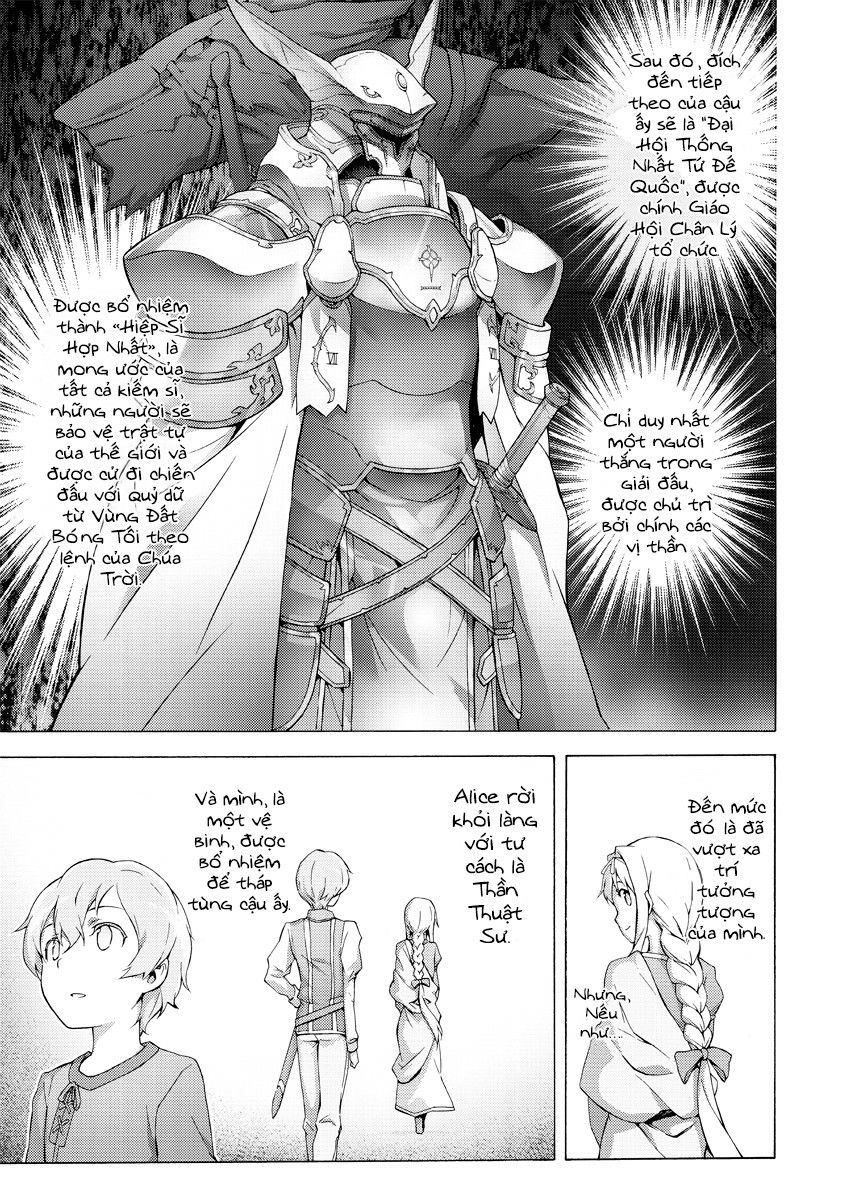 Sau đó, đích
đến tiếp
theo của cậu
ấy sẽ là "Đại
Hội Thống
Nhất Tứ Đế
Quốc", được
chính Giáo
Hội Chân Lý
tổ chức.
Chỉ duy nhất
một người
thắng trong
giải đấu,
được chủ trì
bởi chính các
vị thần
Được bổ nhiệm
thành «Hiệp Sĩ
Hợp Nhất», là
mong ước của
tất cả kiếm sĩ,
những người sẽ
bảo vệ trật tự
của thế giới và
được cử đi chiến
đấu với Quỷ dữ
từ Vùng Đất
Bóng Tối theo
lệnh của Chúa
Trời.
VII
VII
Đến mức
đó là đã
vượt xa
trí
tưởng
tượng
của mình.
Nhưng,
Nếu
như....
Alice rời
khỏi làng
với tư
cách là
Thần
Thuật
Sư.
Và mình, là
một vệ
binh, được
bổ nhiệm
để tháp
tùng cậu ấy.